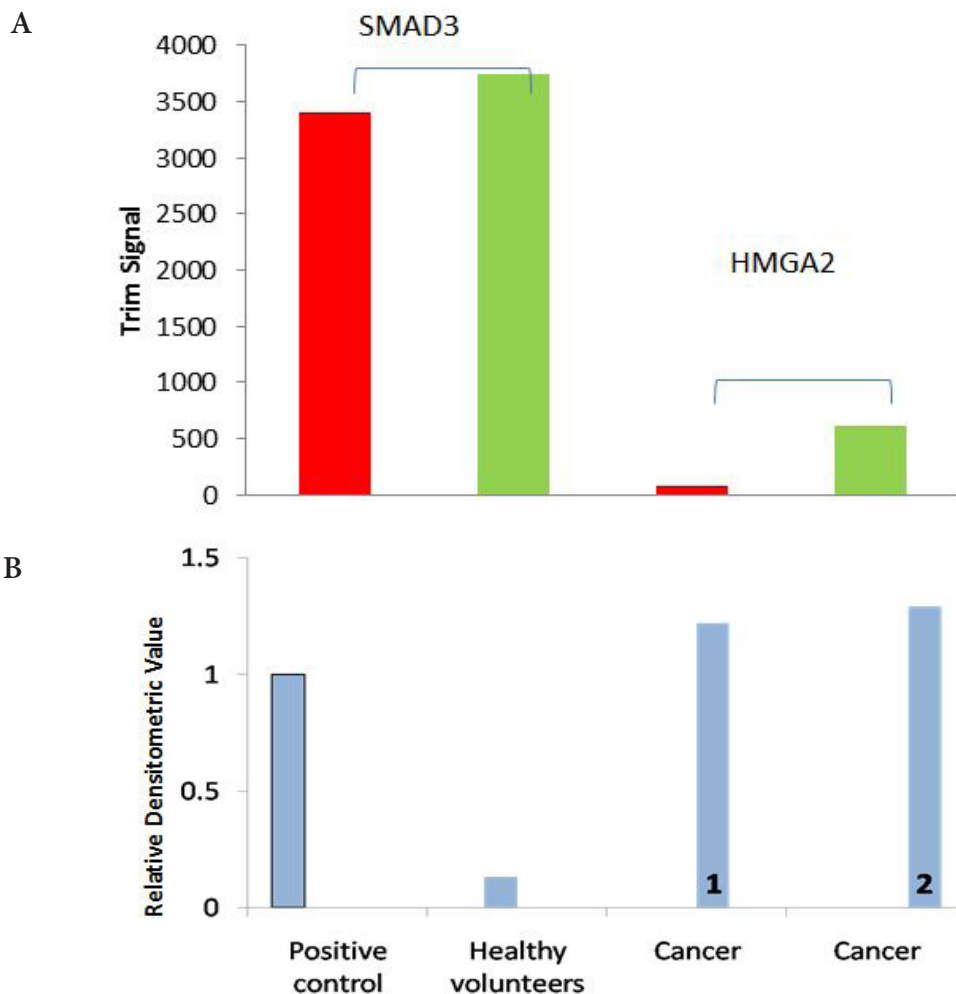 A
SMAD3
4000
3500
3000
2500
2000
1500
1000
500
0
Trim Signal
HMGA2
B
1.5
1
0.5
0
Relative Densitometric Value
1
2
Positive control
Healthy volunteers
Cancer
Cancer